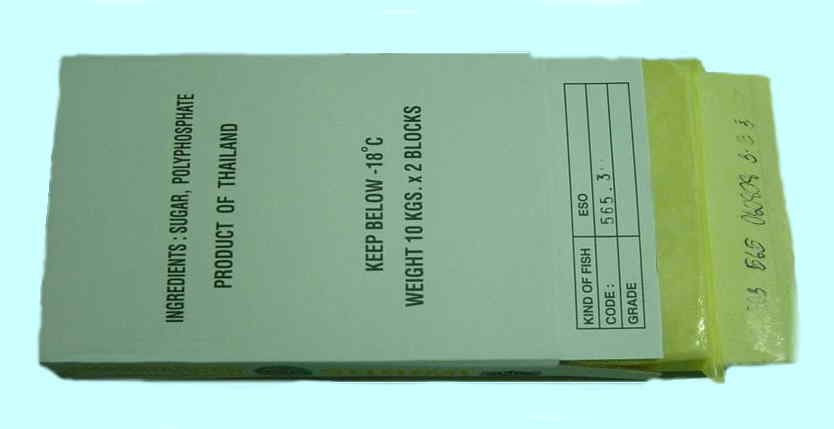 INGREDIENTS : SUGAR, POLYPHOSPHATE
PRODUCT OF THAILAND
KEEP BELOW -18°C
WEIGHT 10 KGS. x 2 BLOCKS
KIND OF FISH ESO
CODE : 565.3
GRADE